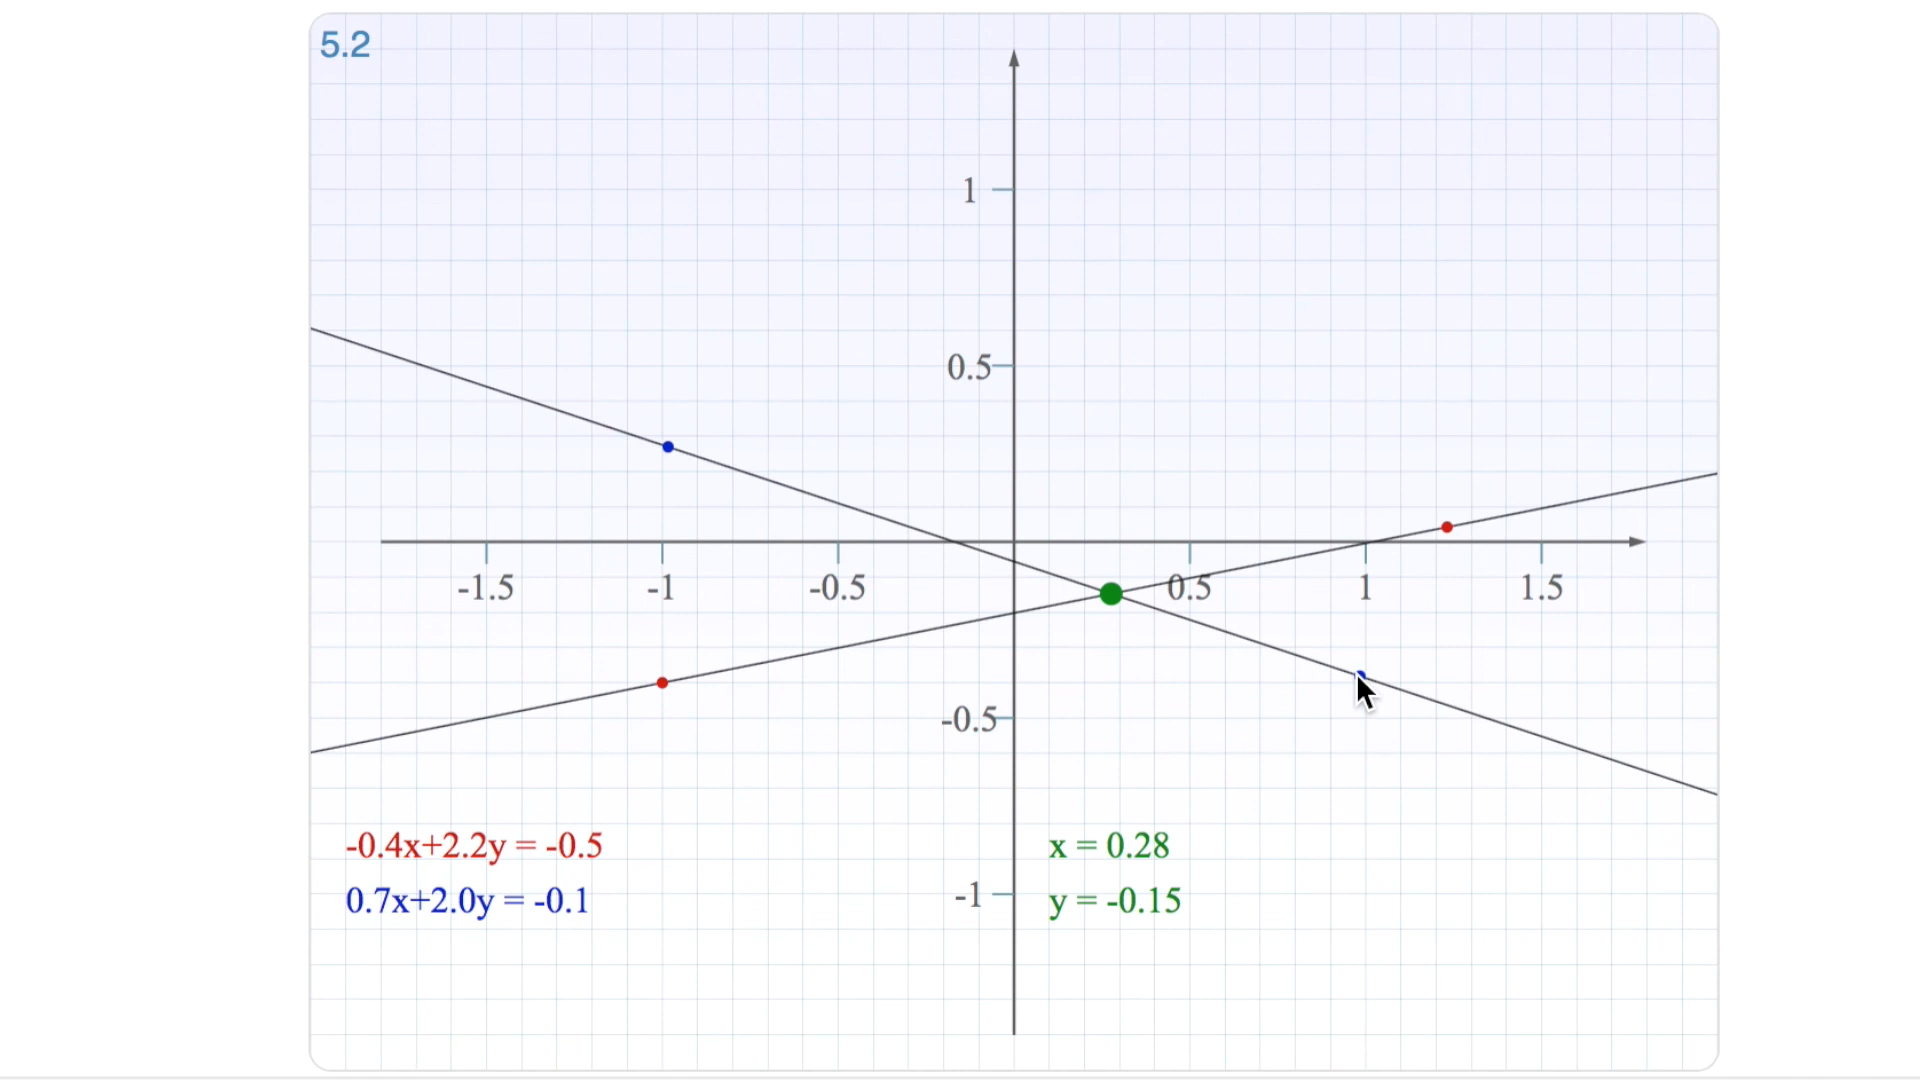 5.2
1
0.5
-1.5 -1 -0.5 0.5 1 1.5
-0.5
-0.4x+2.2y = -0.5
x = 0.28
0.7x+2.0y = -0.1
-1
y = -0.15